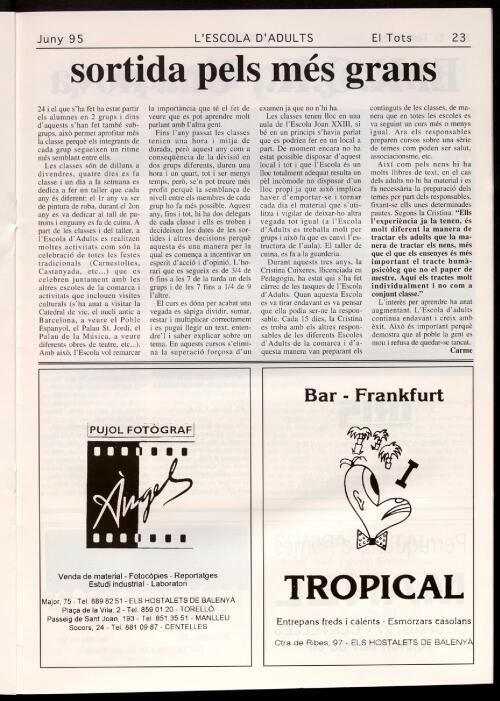 Juny 95
L'ESCOLA D'ADULTS
El Tots
23
sortida pels més grans
24 i el que s'ha fet ha estat partir
els alumnes en 2 grups i dins
d'aquests s'han fet també sub-
grups, això permet aprofitar més
la classe perquè els integrants de
cada grup segueixen un ritme
més semblant entre ells.
Les classes són de dilluns a
divendres, quatre dies es fa
classe i un dia a la setmana es
dedica a fer un taller que cada
any és diferent: el 1r any va ser
de pintura de roba, durant el 2on
any es va dedicar al tall de pa-
trons i enguany es fa de cuina. A
part de les classes i del taller, a
l'Escola d'Adults es realitzen
moltes activitats com són la
celebració de totes les festes
tradicionals (Carnestoltes,
Castanyada, etc...) que es
celebren juntament amb les
altres escoles de la comarca i
activitats que inclouen visites
culturals (s'ha anat a visitar la
Catedral de vic, el nucli antic a
Barcelona, a veure el Poble
Espanyol, el Palau St. Jordi, el
Palau de la Música, a veure
diferents obres de teatre, etc...).
Amb això, l'Escola vol remarcar
la importància que té el fet de
veure que es pot aprendre molt
parlant amb l'altra gent.
Fins l'any passat les classes
tenien una hora i mitja de
durada, però aquest any com a
conseqüència de la divisió en
dos grups diferents, duren una
hora i un quart, tot i ser menys
temps, però, se'n pot treure més
profit perquè la semblança de
nivell entre els membres de cada
grup ho fa més possible. Aquest
any, fins i tot, hi ha dos delegats
de cada classe i ells es troben i
decideixen les dates de les sor-
tides i altres decisions perquè
aquesta és una manera per la
qual es comença a incentivar un
esperit d'acció i d'opinió. L'ho-
rari que es segueix es de 3/4 de
6 fins a les 7 de la tarda un dels
grups i de les 7 fins a 1/4 de 9
l'altre.
El curs és dóna per acabat una
vegada es sàpiga dividir, sumar,
restar i multiplicar correctament
i es pugui llegir un text, enten-
dre'l i saber explicar sobre un
tema. En aquests cursos s'elimi-
na la superació forçosa d'un
examen ja que no n'hi ha.
Les classes tenen lloc en una
aula de l'Escola Joan XXIII, si
bé en un principi s'havia parlat
que es podrien fer en un local a
part. De moment encara no ha
estat possible disposar d'aquest
local i tot i que l'Escola és un
lloc totalment adequat resulta un
pèl incòmode no disposar d'un
lloc propi ja que això implica
haver d'emportar-se i tornar
cada dia el material que s'uti-
litza i vigilar de deixar-ho altra
vegada tot igual (a l'Escola
d'Adults es treballa molt per
grups i això fa que es canvi l'es-
tructura de l'aula). El taller de
cuina, es fa a la guarderia.
Durant aquests tres anys, la
Cristina Cuixeres, llicenciada en
Pedagogia, ha estat qui s'ha fet
càrrec de les tasques de l'Escola
d'Adults. Quan aquesta Escola
es va tirar endavant es va pensar
que ella podia ser-ne la respon-
sable. Cada 15 dies, la Cristina
es troba amb els altres respon-
sables de les diferents Escoles
d'Adults de la comarca i d'a-
questa manera van preparant els
continguts de les classes, de ma-
nera que en totes les escoles es
va seguint un curs més o menys
igual. Ara els responsables
preparen cursos sobre una sèrie
de temes com poden ser salut,
associacionisme, etc.
Així com pels nens hi ha
molts llibres de text, en el cas
dels adults no hi ha material i es
fa necessària la preparació dels
temes per part dels responsables,
fixant-se ells unes determinades
pautes. Segons la Cristina: "Ells
l'experiència ja la tenen, és
molt diferent la manera de
tractar els adults que la ma-
nera de tractar els nens, més
que el que els ensenyes és més
important el tracte humà-
psicòleg que no el paper de
mestre. Aquí els tractes molt
individualment i no com a
conjunt classe."
L'interès per aprendre ha anat
augmentant. L'Escola d'Adults
continua endavant i creix amb
èxit. Això és important perquè
demostra que al poble la gent es
mou i refusa de quedar-se tancat.
Carme
PUJOL FOTÒGRAF
Àngel
Venda de material - Fotocòpies - Reportatges
Estudi industrial - Laboratori
Major, 75 - Tel. 889 82 51 - ELS HOSTALETS DE BALENYÀ
Plaça de la Vila, 2 - Tel. 859 01 20 - TORELLÓ
Passeig de Sant Joan, 193 - Tel. 851 35 51 - MANLLEU
Socors, 24 - Tel. 881 09 87 - CENTELLES
Bar - Frankfurt
I
TROPICAL
Entrepans freds i calents - Esmorzars casolans
Ctra de Ribes, 97 - ELS HOSTALETS DE BALENYÀ